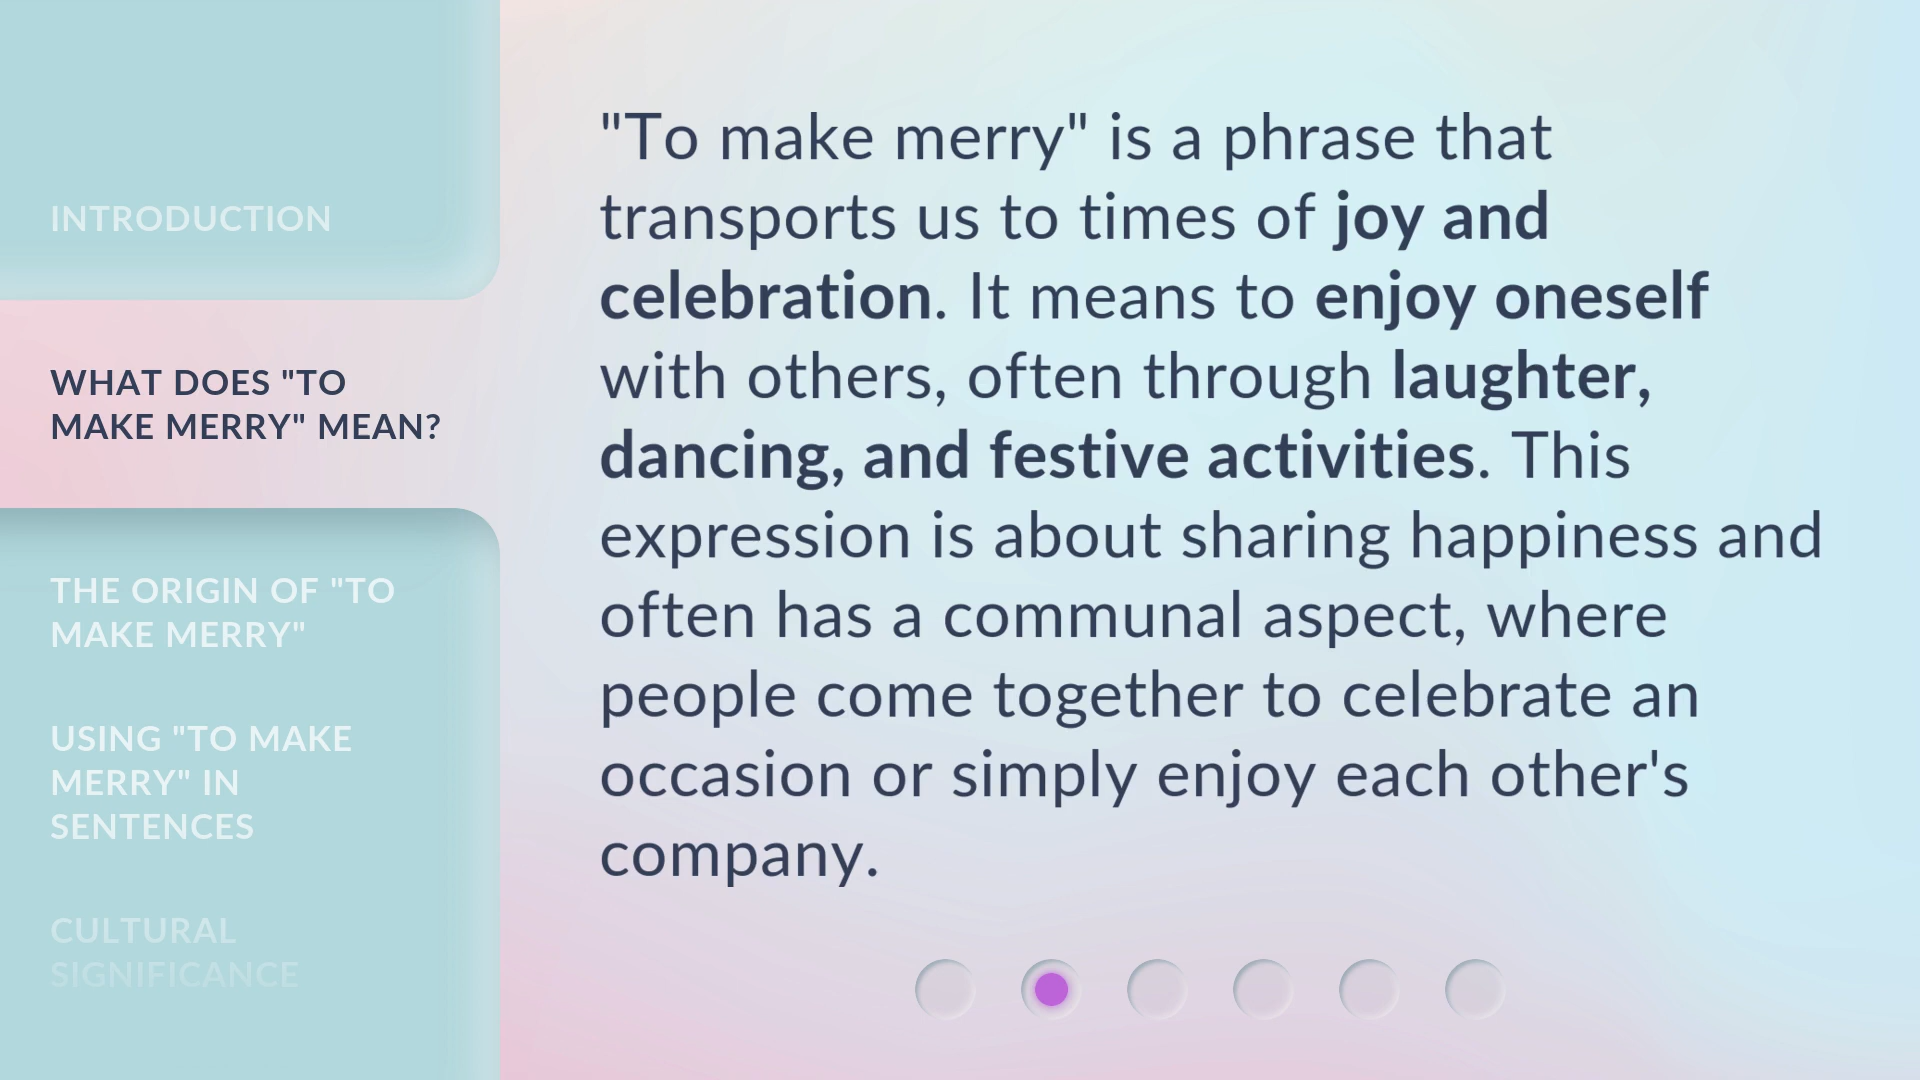 INTRODUCTION
WHAT DOES "TO
MAKE MERRY" MEAN?
THE ORIGIN OF "TO
MAKE MERRY"
USING "TO MAKE
MERRY" IN
SENTENCES
CULTURAL
SIGNIFICANCE
"To make merry" is a phrase that
transports us to times of joy and
celebration. It means to enjoy oneself
with others, often through laughter,
dancing, and festive activities. This
expression is about sharing happiness and
often has a communal aspect, where
people come together to celebrate an
occasion or simply enjoy each other's
company.